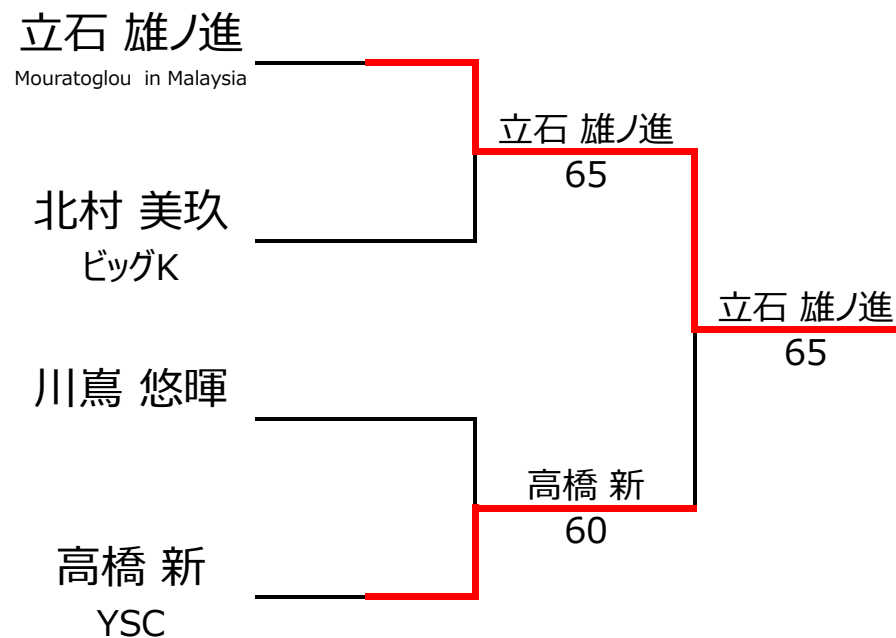 立石 雄ノ進
Mouratoglou in Malaysia
立石 雄ノ進
65
北村 美玖
ビッグK
立石 雄ノ進
65
川嶌 悠暉
高橋 新
60
高橋 新
YSC